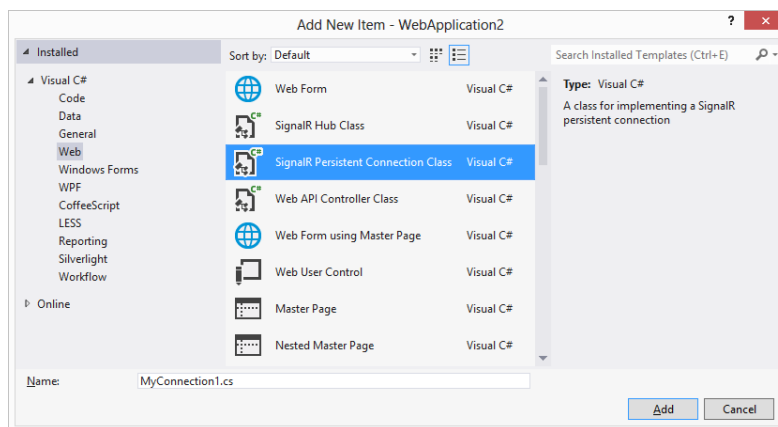 Add New Item - WebApplication2
?
Installed
Sort by: Default
Search Installed Templates (Ctrl+E)
Visual C#
Code
Data
General
Web
Windows Forms
WPF
CoffeeScript
LESS
Reporting
Silverlight
Workflow
Online
Web Form Visual C#
C# SignalR Hub Class Visual C#
C# SignalR Persistent Connection Class Visual C#
C# Web API Controller Class Visual C#
Web Form using Master Page Visual C#
Web User Control Visual C#
Master Page Visual C#
Nested Master Page Visual C#
Type: Visual C#
A class for implementing a SignalR
persistent connection
Name: MyConnection1.cs
Add Cancel